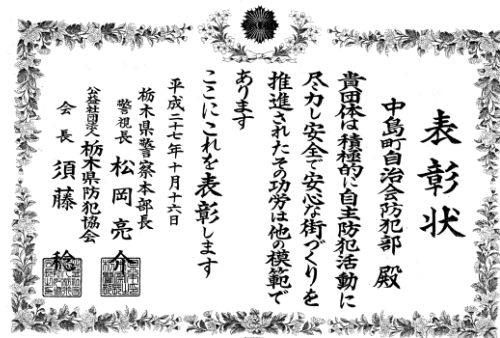 表彰状
中島町自治会防犯部 殿
貴団体は積極的に自主防犯活動に
尽力し安全で安心な街づくりを
推進されたその功労は他の模範で
あります
ここにこれを表彰します
平成二十七年十月十六日
栃木県警察本部長
警視長 松岡亮介
公益社団法人 栃木県防犯協会
会長 須藤 稔